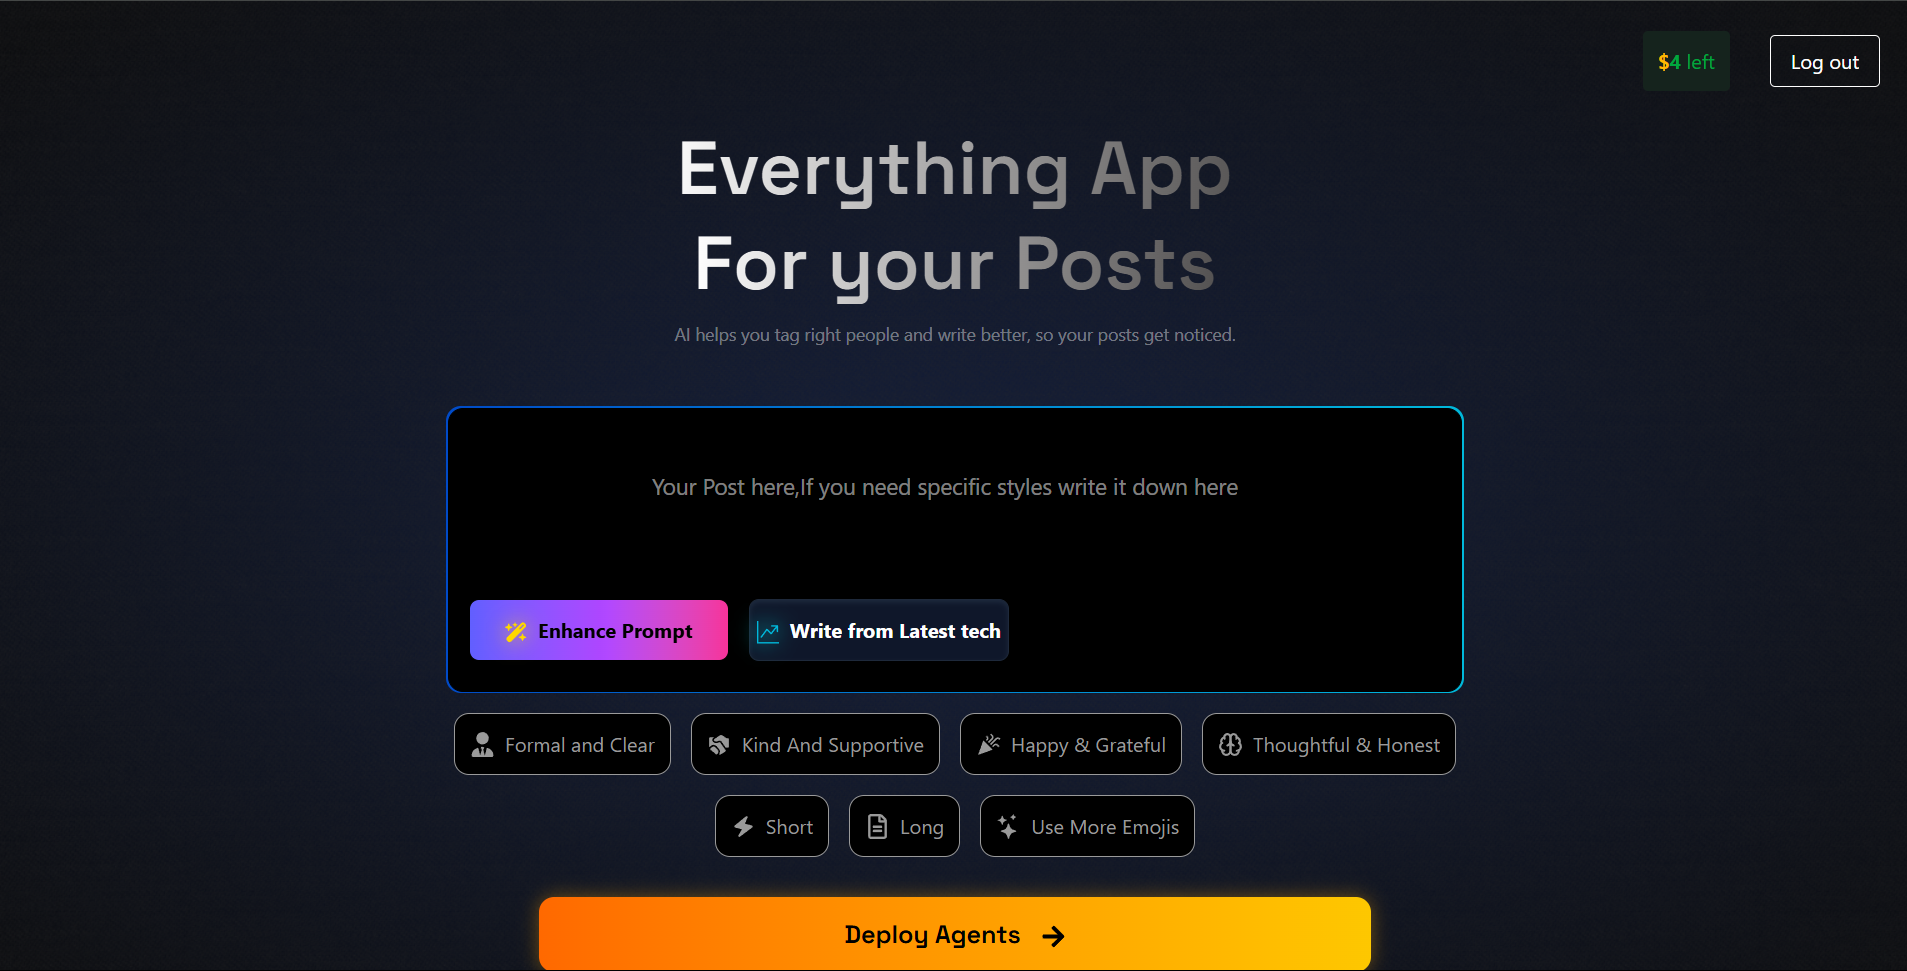 $4 left
Log out
Everything App
For your Posts
AI helps you tag right people and write better, so your posts get noticed.
Your Post here,If you need specific styles write it down here
Enhance Prompt
Write from Latest tech
Formal and Clear
Kind And Supportive
Happy & Grateful
Thoughtful & Honest
Short
Long
Use More Emojis
Deploy Agents